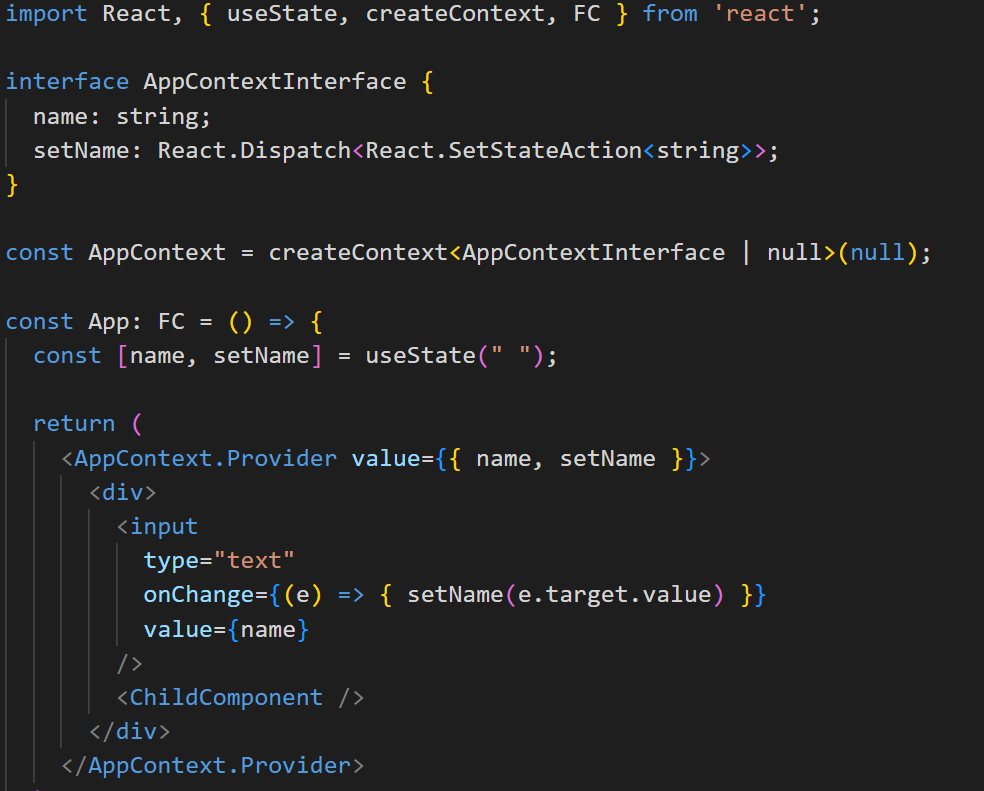 import React, { useState, createContext, FC } from 'react';
interface AppContextInterface {
name: string;
setName: React.Dispatch<React.SetStateAction<string>>;
}
const AppContext = createContext<AppContextInterface | null>(null);
const App: FC = () => {
const [name, setName] = useState(" ");
return (
<AppContext.Provider value={{ name, setName }}>
<div>
<input
type="text"
onChange={(e) => { setName(e.target.value) }}
value={name}
/>
<ChildComponent />
</div>
</AppContext.Provider>